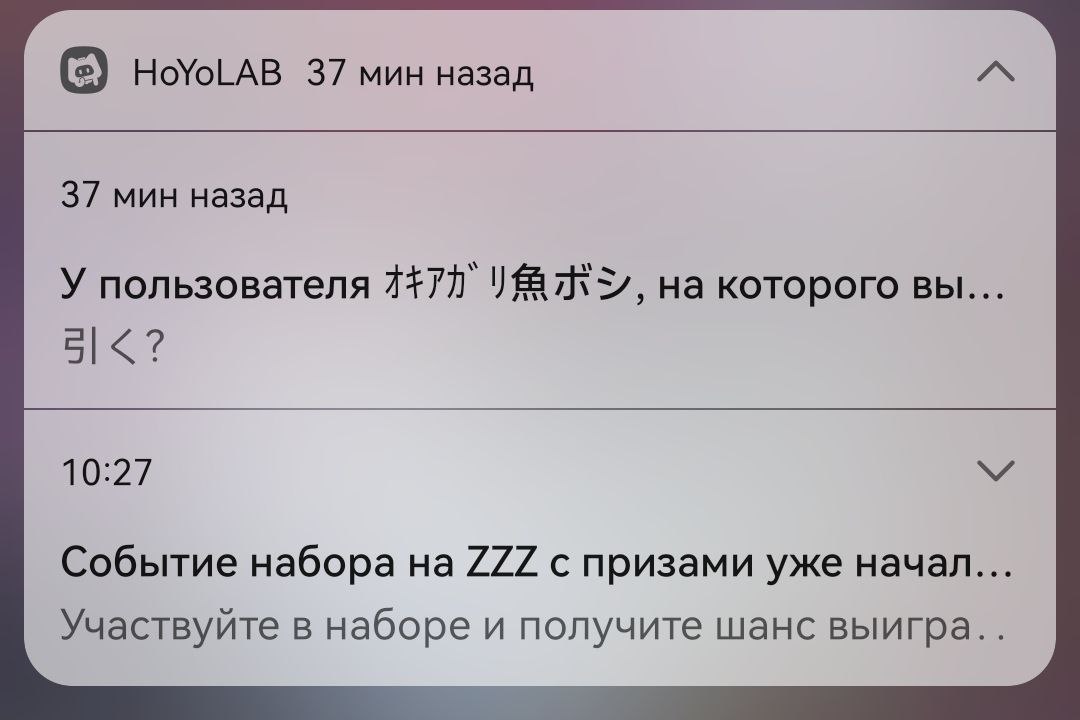 HoYoLAB 37 мин назад
37 мин назад
У пользователя ｵｷｱｶﾞﾘ魚ボシ, на которого вы...
引く?
10:27
Событие набора на ZZZ с призами уже начал...
Участвуйте в наборе и получите шанс выигра..